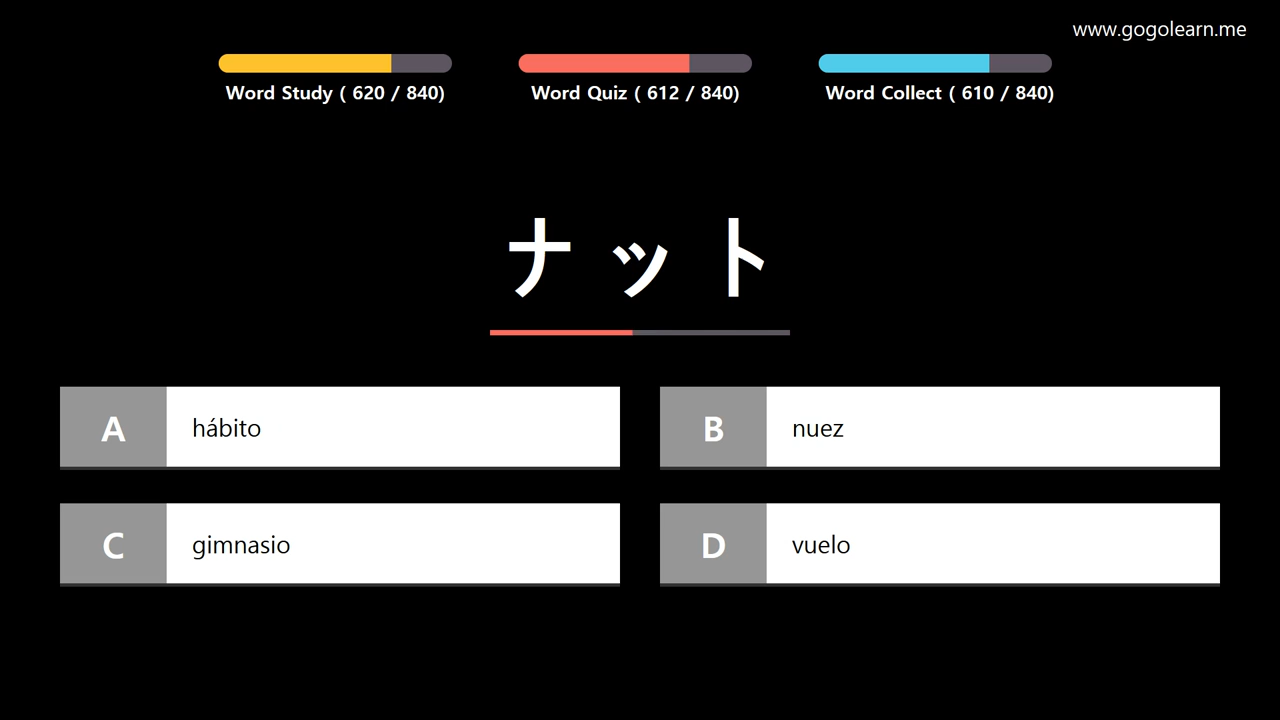 www.gogolearn.me
Word Study ( 620 / 840)
Word Quiz ( 612 / 840)
Word Collect ( 610 / 840)
ナット
A hábito
B nuez
C gimnasio
D vuelo